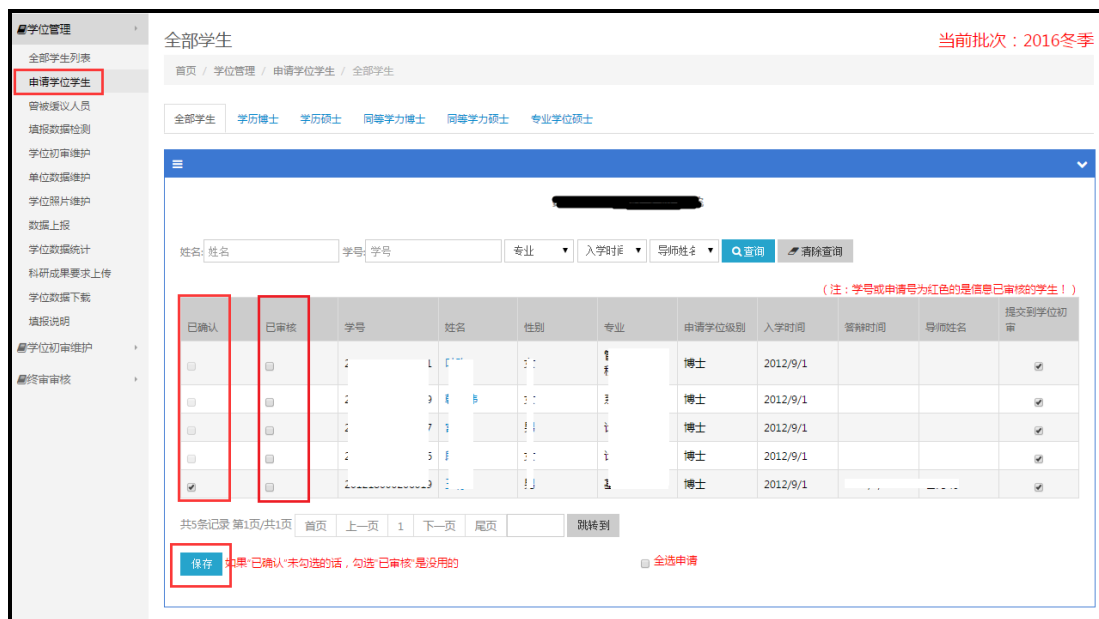 学位管理
全部学生列表
申请学位学生
曾被缓议人员
填报数据检测
学位初审维护
单位数据维护
学位照片维护
数据上报
学位数据统计
科研成果要求上传
学位数据下载
填报说明
学位初审维护
终审审核
全部学生
当前批次：2016冬季
首页 / 学位管理 / 申请学位学生 / 全部学生
全部学生 学历博士 学历硕士 同等学力博士 同等学力硕士 专业学位硕士
姓名: 姓名 学号: 学号 专业 入学时间 导师姓名 查询 清除查询
（注：学号或申请号为红色的是信息已审核的学生！）
已确认 已审核 学号 姓名 性别 专业 申请学位级别 入学时间 答辩时间 导师姓名 提交到学位初审
博士 2012/9/1
博士 2012/9/1
博士 2012/9/1
博士 2012/9/1
博士 2012/9/1
共5条记录 第1页/共1页 首页 上一页 1 下一页 尾页 跳转到
保存 如果“已确认”未勾选的话，勾选“已审核”是没用的 全选申请